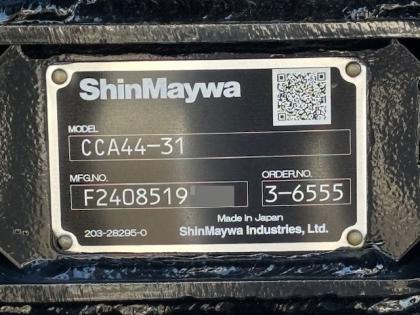 ShinMaywa
MODEL
CCA44-31
MFG.NO. ORDER.NO.
F2408519 3-6555
Made in Japan
203-28295-0 ShinMaywa Industries, Ltd.